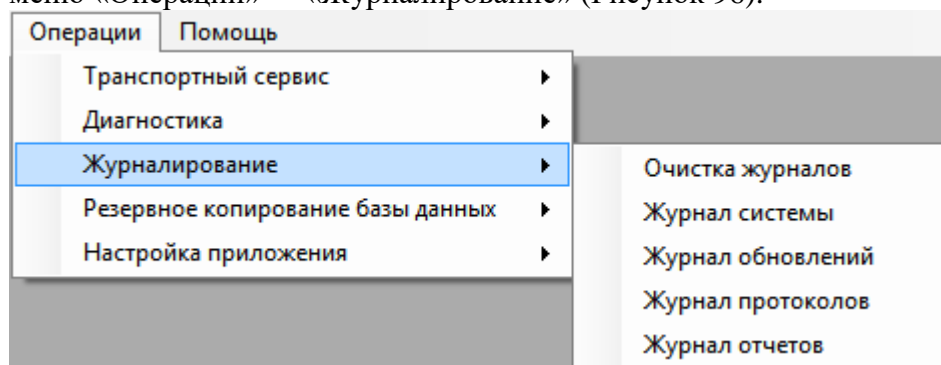 меню «Операции» – «Журналирование» (Рисунок 98).
Операции Помощь
Транспортный сервис
Диагностика
Журналирование
Очистка журналов
Резервное копирование базы данных
Журнал системы
Настройка приложения
Журнал обновлений
Журнал протоколов
Журнал отчетов